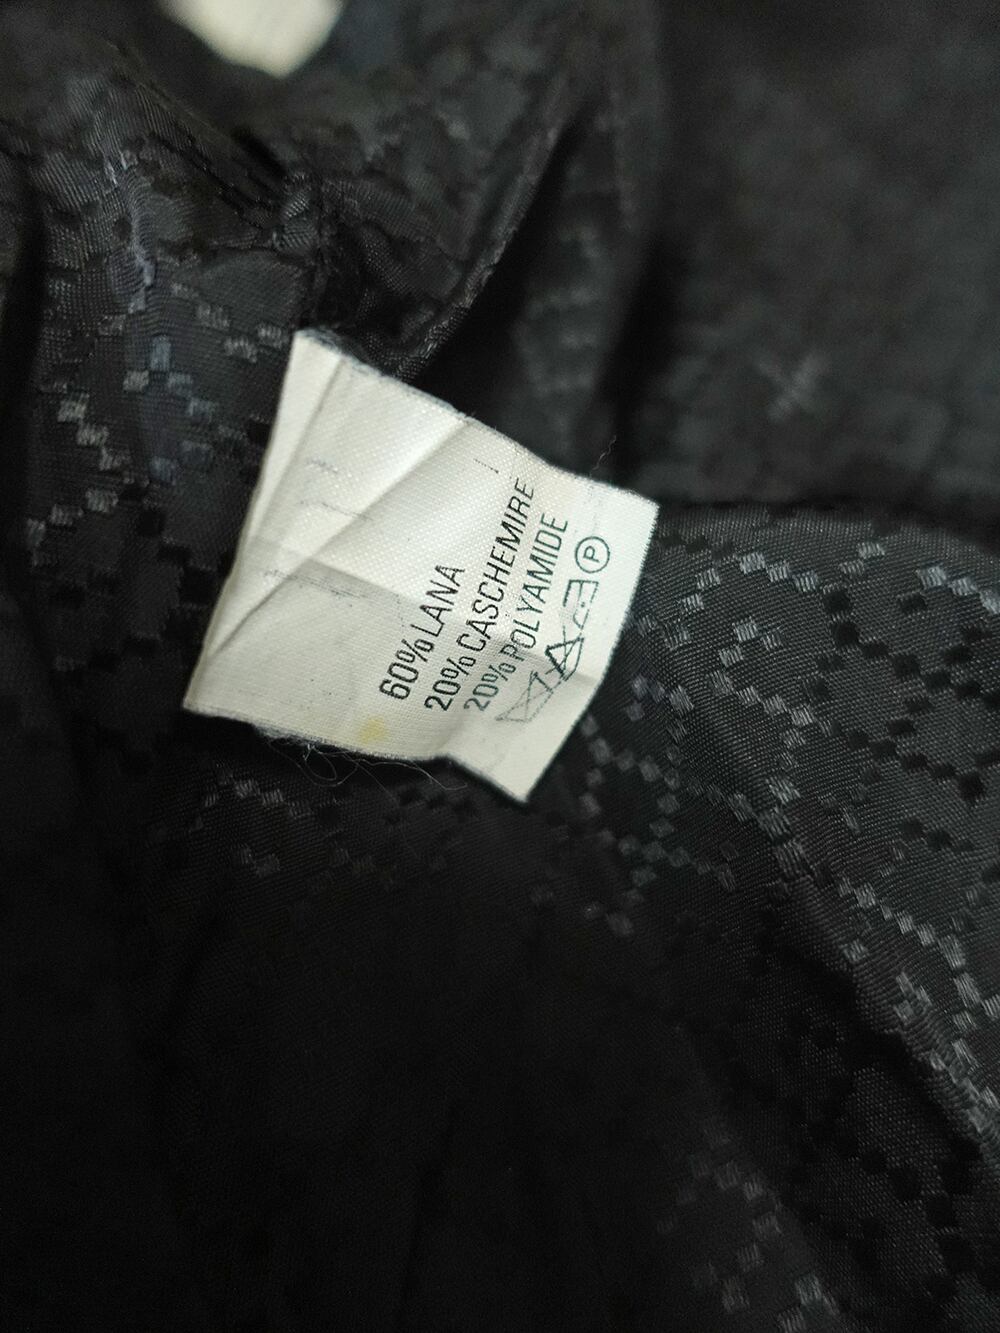 60% LANA
20% CASCHEMIRE
20% POLYAMIDE
P